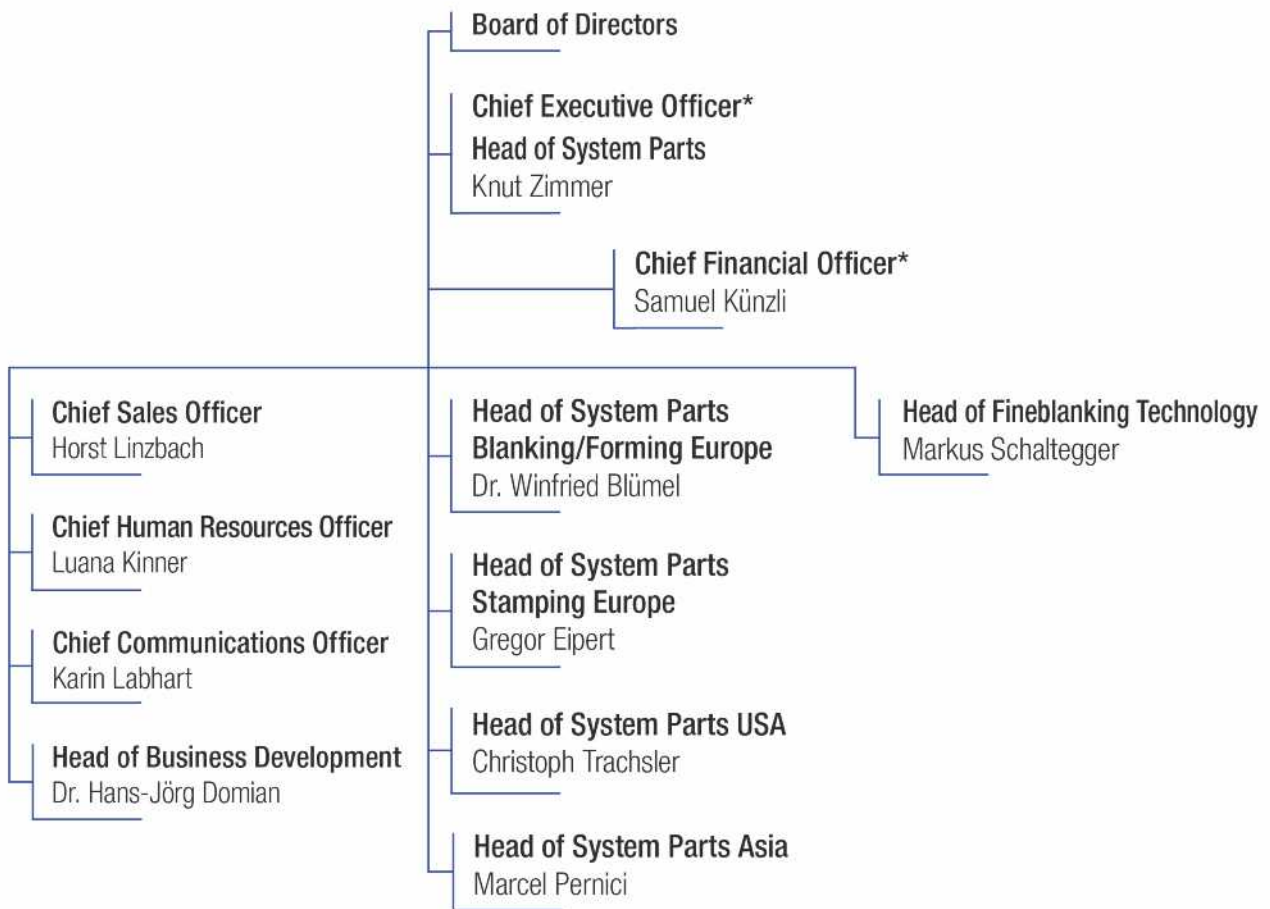 Board of Directors
Chief Executive Officer*
Head of System Parts
Knut Zimmer
Chief Financial Officer*
Samuel Künzli
Chief Sales Officer
Horst Linzbach
Chief Human Resources Officer
Luana Kinner
Chief Communications Officer
Karin Labhart
Head of Business Development
Dr. Hans-Jörg Domian
Head of System Parts
Blanking/Forming Europe
Dr. Winfried Blümel
Head of System Parts
Stamping Europe
Gregor Eipert
Head of System Parts USA
Christoph Trachsler
Head of System Parts Asia
Marcel Pernici
Head of Fineblanking Technology
Markus Schaltegger